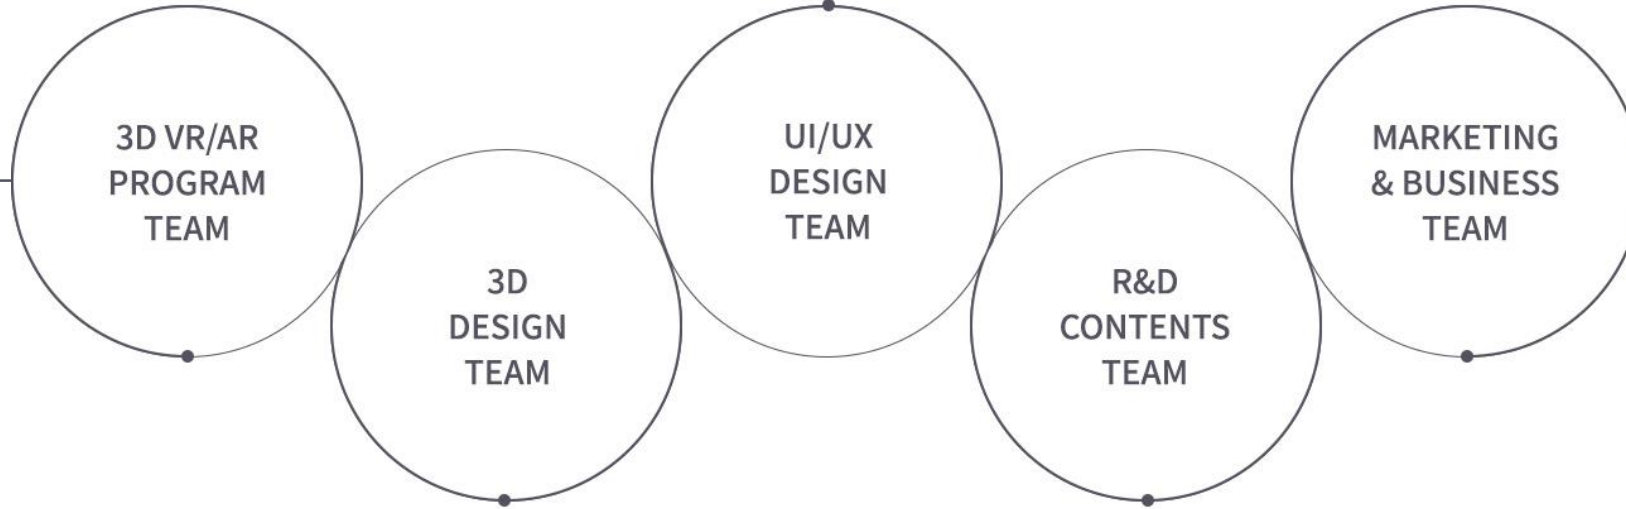 3D VR/AR
PROGRAM
TEAM
3D
DESIGN
TEAM
UI/UX
DESIGN
TEAM
R&D
CONTENTS
TEAM
MARKETING
& BUSINESS
TEAM